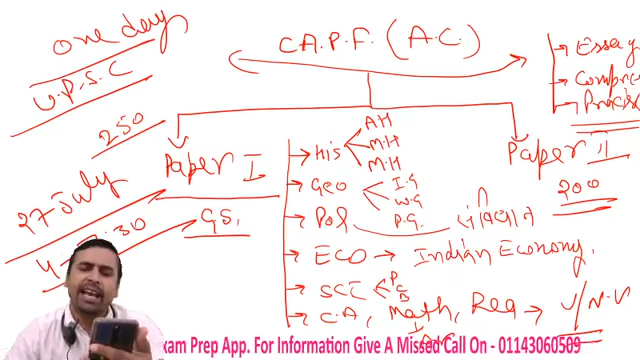 one day
U.P.S.C
250
27 July
C.A.P.F. (A.C.)
Paper I
GS.
His
A.H
M.H
M.H
Geo
I.G
W.G
P.G.
Pol
संविधान
ECO → Indian Economy.
SCI
P
C
B
C.A, Math, Rea → V/N.V
Paper II
200
Essay
Compre
Precise
xam Prep App. For Information Give A Missed Call On - 01143060509